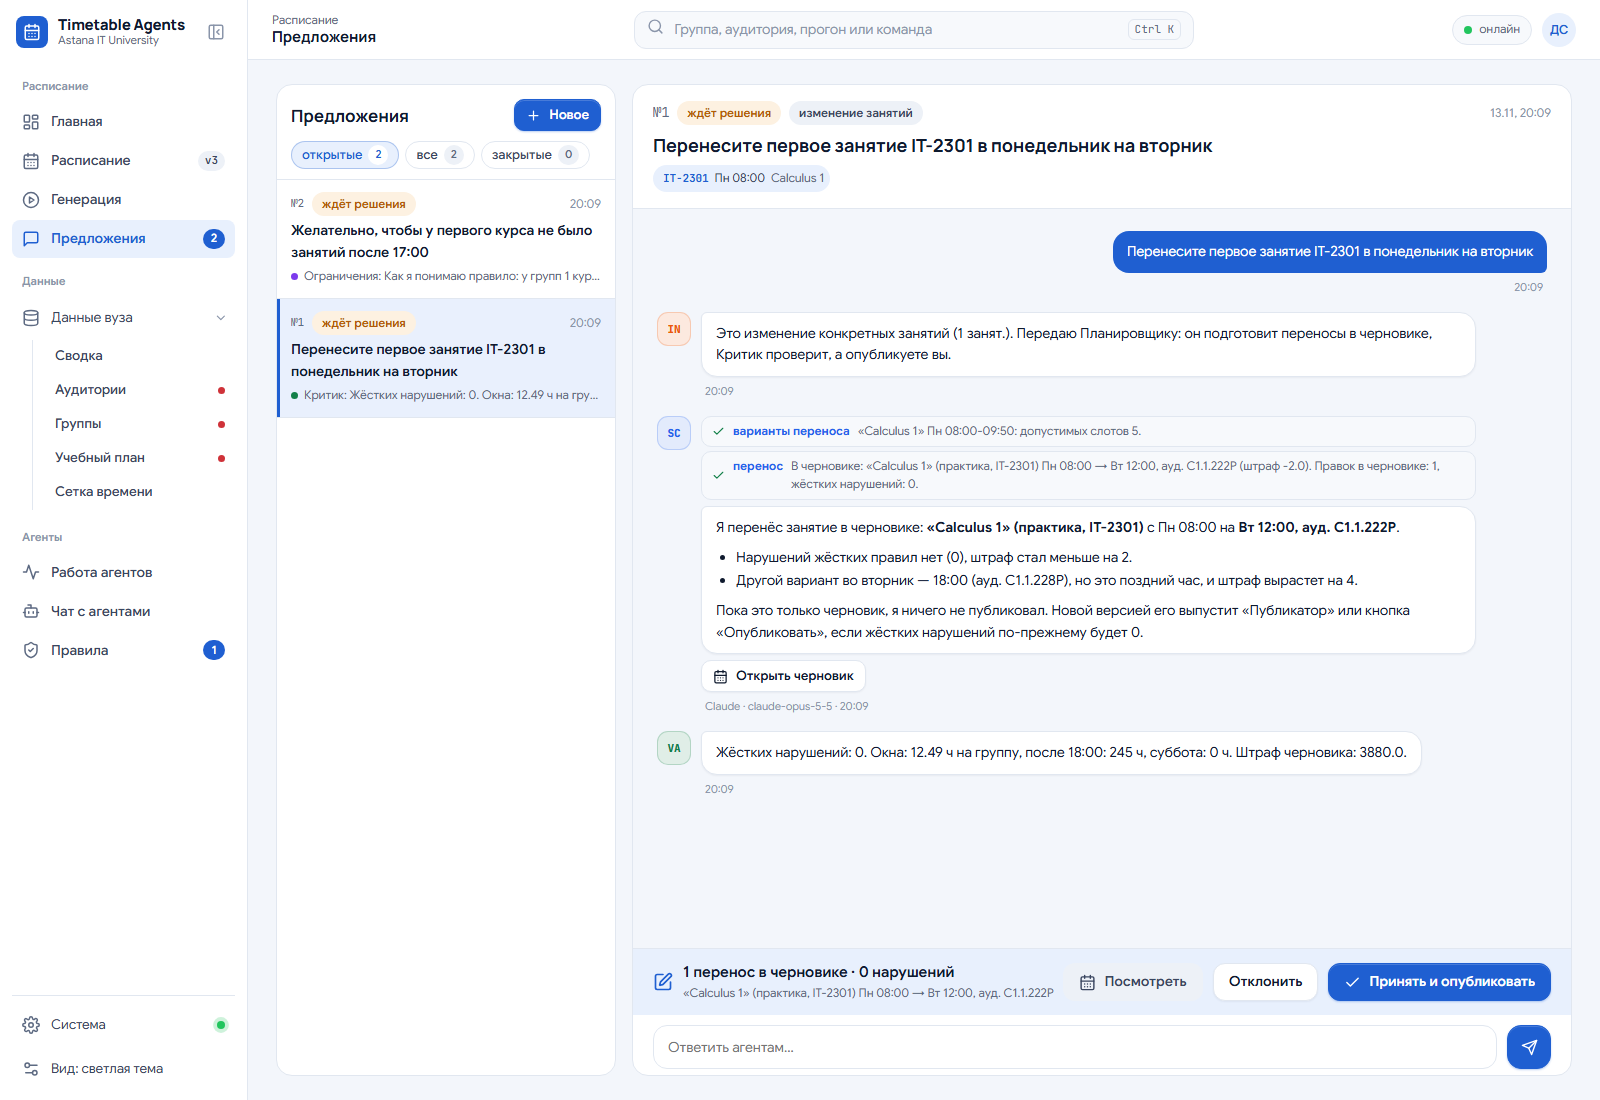 Timetable Agents
Astana IT University
Расписание
Главная
Расписание v3
Генерация
Предложения 2
Данные
Данные вуза
Сводка
Аудитории
Группы
Учебный план
Сетка времени
Агенты
Работа агентов
Чат с агентами
Правила 1
Система
Вид: светлая тема
Расписание
Предложения
Группа, аудитория, прогон или команда Ctrl K
онлайн
ДС
Предложения
Новое
открытые 2 все 2 закрытые 0
№2 ждёт решения 20:09
Желательно, чтобы у первого курса не было
занятий после 17:00
Ограничения: Как я понимаю правило: у групп 1 кур...
№1 ждёт решения 20:09
Перенесите первое занятие IT-2301 в
понедельник на вторник
Критик: Жёстких нарушений: 0. Окна: 12.49 ч на гру...
№1 ждёт решения изменение занятий 13.11, 20:09
Перенесите первое занятие IT-2301 в понедельник на вторник
IT-2301 Пн 08:00 Calculus 1
Перенесите первое занятие IT-2301 в понедельник на вторник
20:09
IN
Это изменение конкретных занятий (1 занят.). Передаю Планировщику: он подготовит переносы в черновике,
Критик проверит, а опубликуете вы.
20:09
SC
варианты переноса «Calculus 1» Пн 08:00-09:50: допустимых слотов 5.
перенос В черновике: «Calculus 1» (практика, IT-2301) Пн 08:00 → Вт 12:00, ауд. C1.1.222P (штраф -2.0). Правок в черновике: 1,
жёстких нарушений: 0.
Я перенёс занятие в черновике: «Calculus 1» (практика, IT-2301) с Пн 08:00 на Вт 12:00, ауд. C1.1.222P.
• Нарушений жёстких правил нет (0), штраф стал меньше на 2.
• Другой вариант во вторник — 18:00 (ауд. C1.1.228P), но это поздний час, и штраф вырастет на 4.
Пока это только черновик, я ничего не публиковал. Новой версией его выпустит «Публикатор» или кнопка
«Опубликовать», если жёстких нарушений по-прежнему будет 0.
Открыть черновик
Claude · claude-opus-5-5 · 20:09
VA
Жёстких нарушений: 0. Окна: 12.49 ч на группу, после 18:00: 245 ч, суббота: 0 ч. Штраф черновика: 3880.0.
20:09
1 перенос в черновике · 0 нарушений
«Calculus 1» (практика, IT-2301) Пн 08:00 → Вт 12:00, ауд. C1.1.222P
Посмотреть
Отклонить
Принять и опубликовать
Ответить агентам...